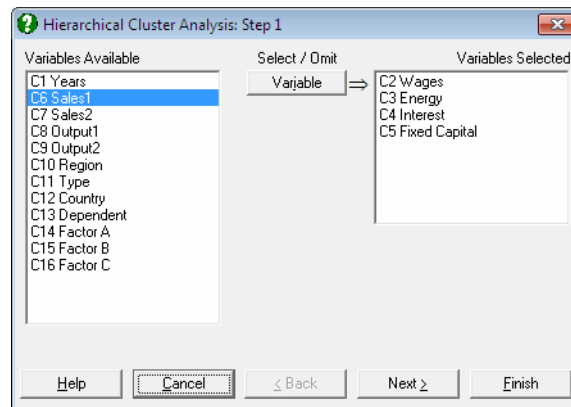 Hierarchical Cluster Analysis: Step 1
Variables Available
Select / Omit
Variables Selected
Variable
C1 Years
C6 Sales1
C7 Sales2
C8 Output1
C9 Output2
C10 Region
C11 Type
C12 Country
C13 Dependent
C14 Factor A
C15 Factor B
C16 Factor C
C2 Wages
C3 Energy
C4 Interest
C5 Fixed Capital
Help
Cancel
< Back
Next >
Finish